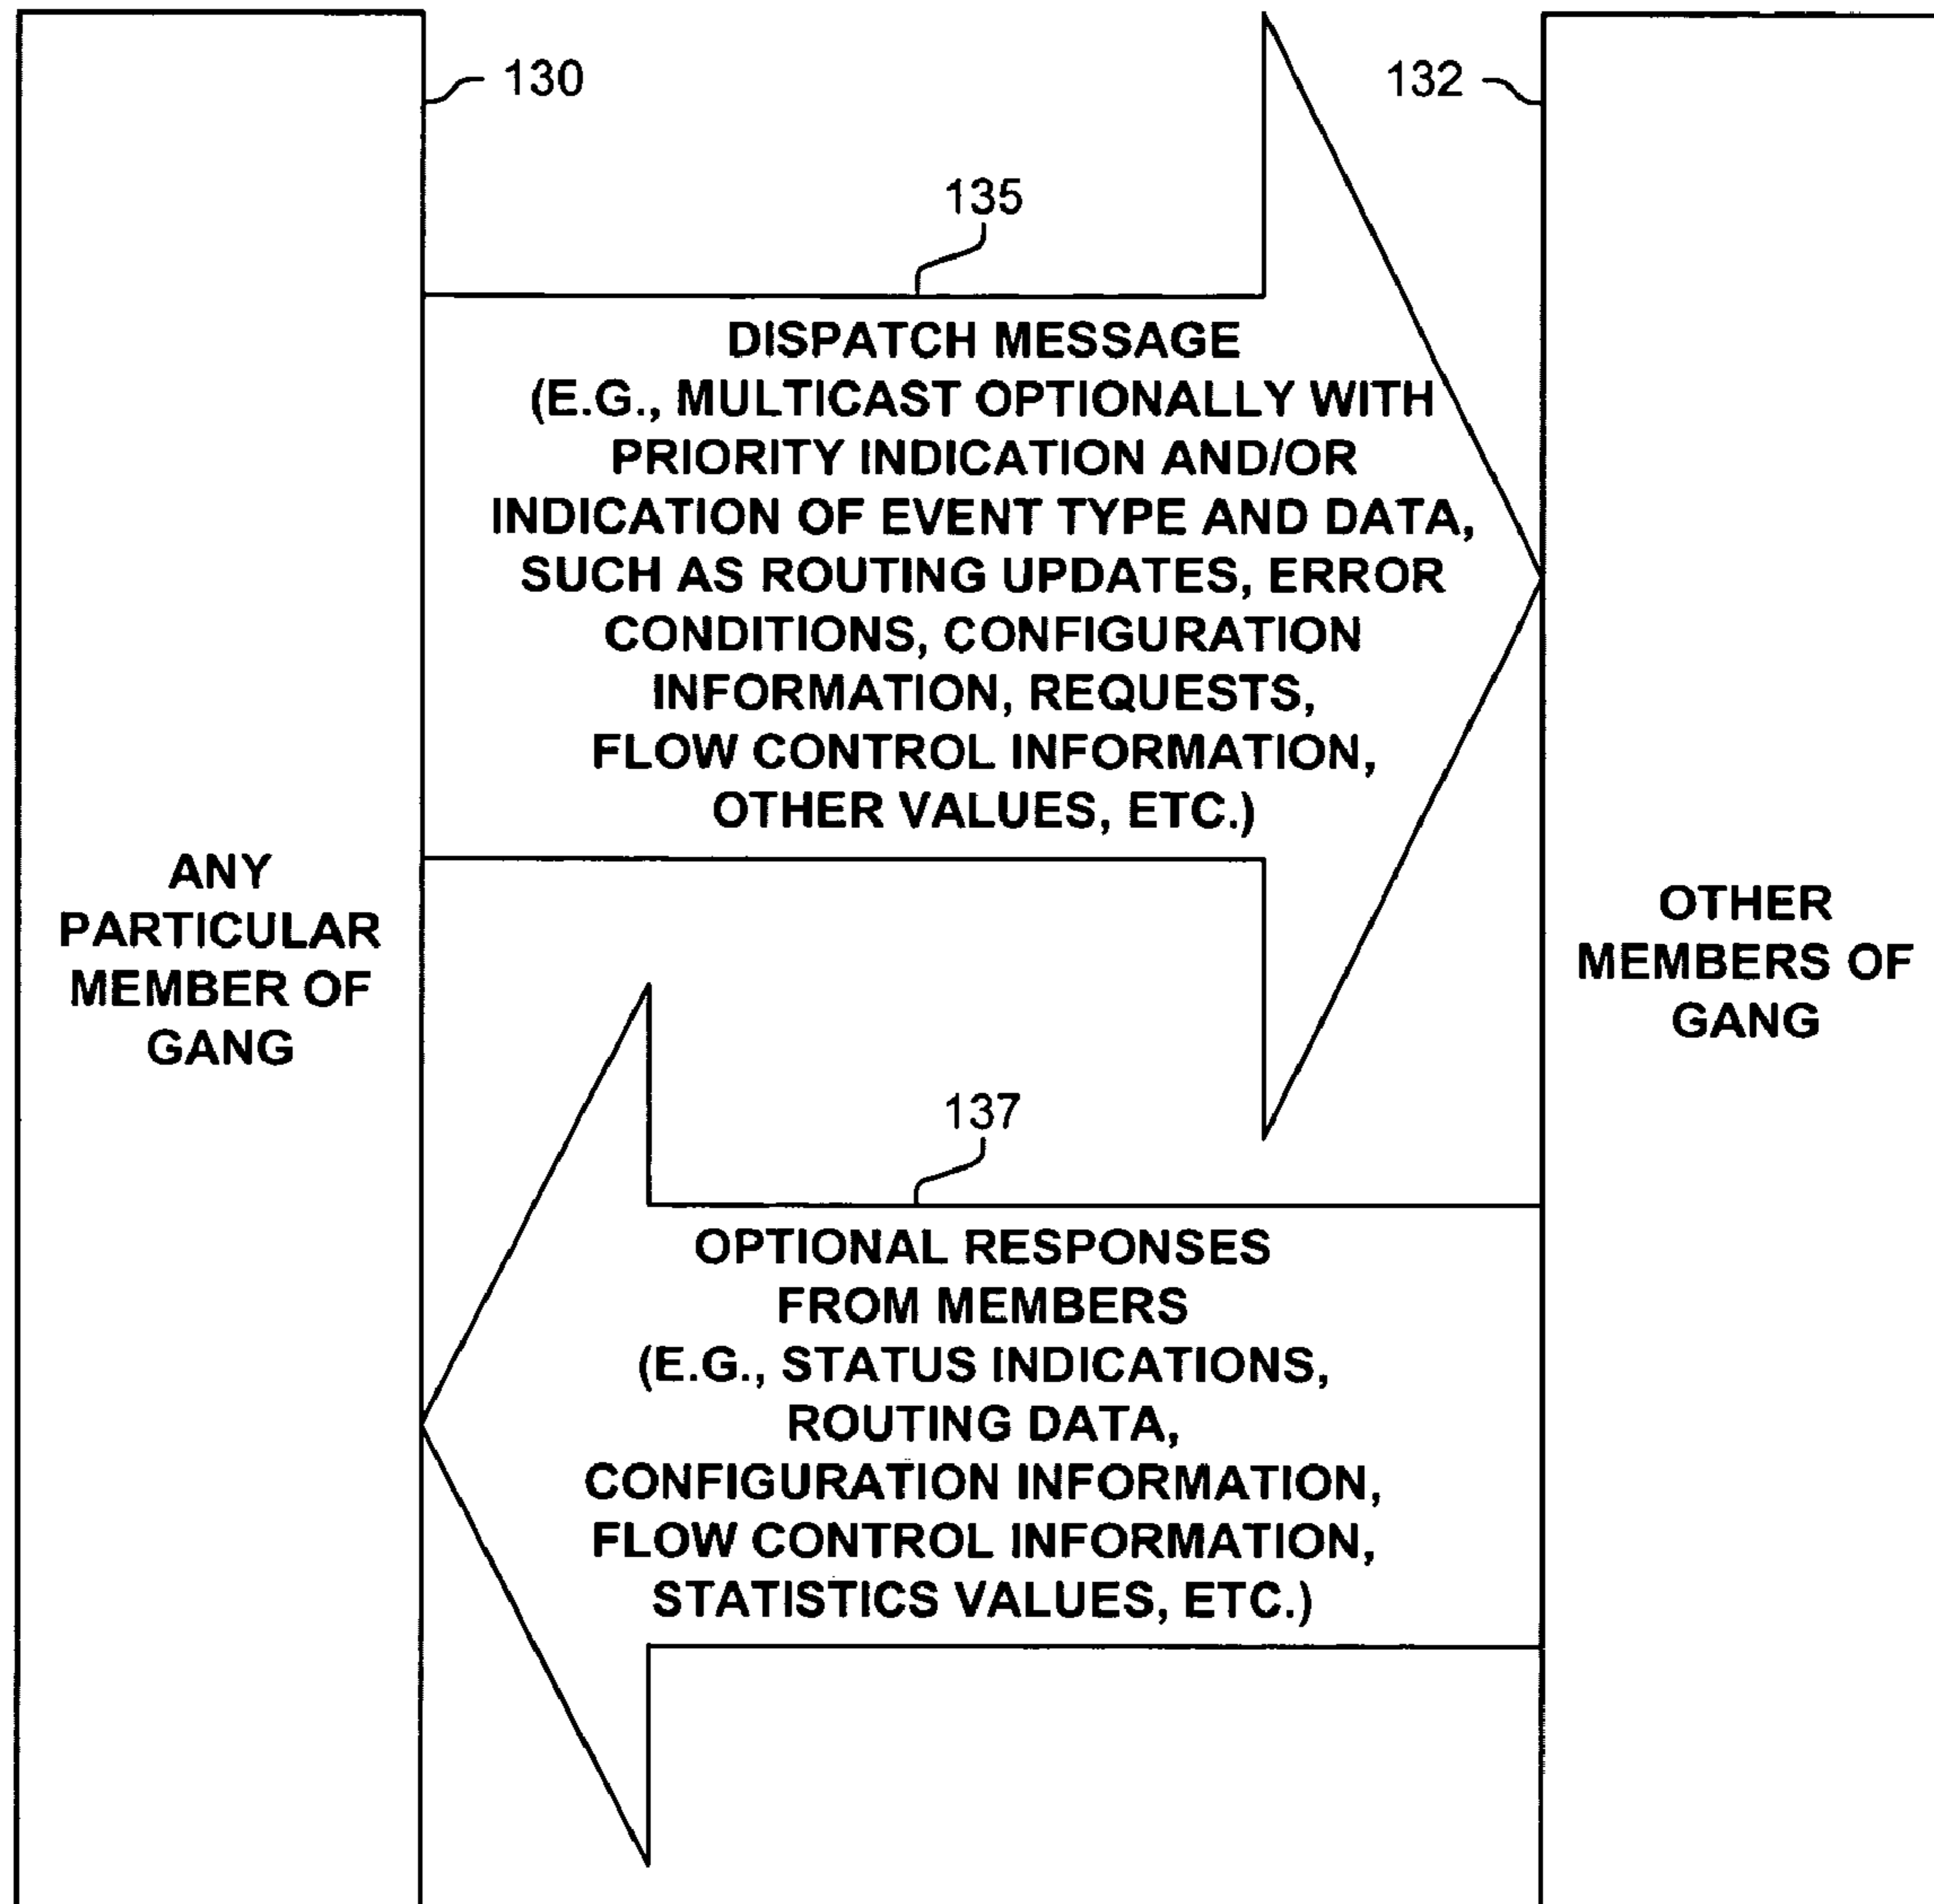 130
132
135
DISPATCH MESSAGE
(E.G., MULTICAST OPTIONALLY WITH
PRIORITY INDICATION AND/OR
INDICATION OF EVENT TYPE AND DATA,
SUCH AS ROUTING UPDATES, ERROR
CONDITIONS, CONFIGURATION
INFORMATION, REQUESTS,
FLOW CONTROL INFORMATION,
OTHER VALUES, ETC.)
ANY
PARTICULAR
MEMBER OF
GANG
OTHER
MEMBERS OF
GANG
137
OPTIONAL RESPONSES
FROM MEMBERS
(E.G., STATUS INDICATIONS,
ROUTING DATA,
CONFIGURATION INFORMATION,
FLOW CONTROL INFORMATION,
STATISTICS VALUES, ETC.)